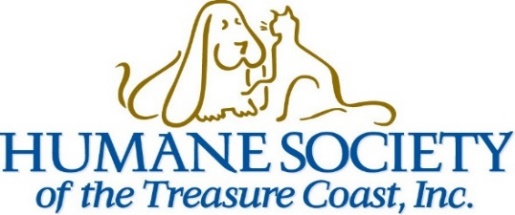 HUMANE SOCIETY
of the Treasure Coast, Inc.